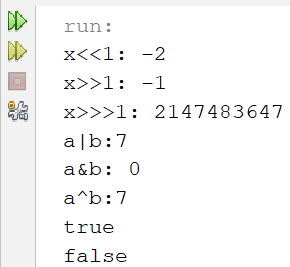 run:
x<<1: -2
x>>1: -1
x>>>1: 2147483647
a|b:7
a&b: 0
a^b:7
true
false